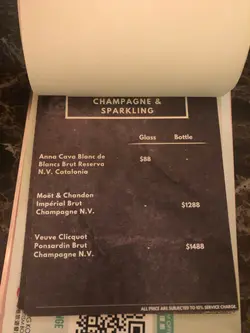 CHAMPAGNE &
SPARKLING
Glass Bottle
Anna Cava Blanc de
Blancs Brut Reserva
N.V. Catalonia
$88
Moët & Chandon
Impérial Brut
Champagne N.V.
- $1288
Veuve Clicquot
Ponsardin Brut
Champagne N.V.
- $1488
ALL PRICE ARE SUBJECTED TO 10% SERVICE CHARGE.